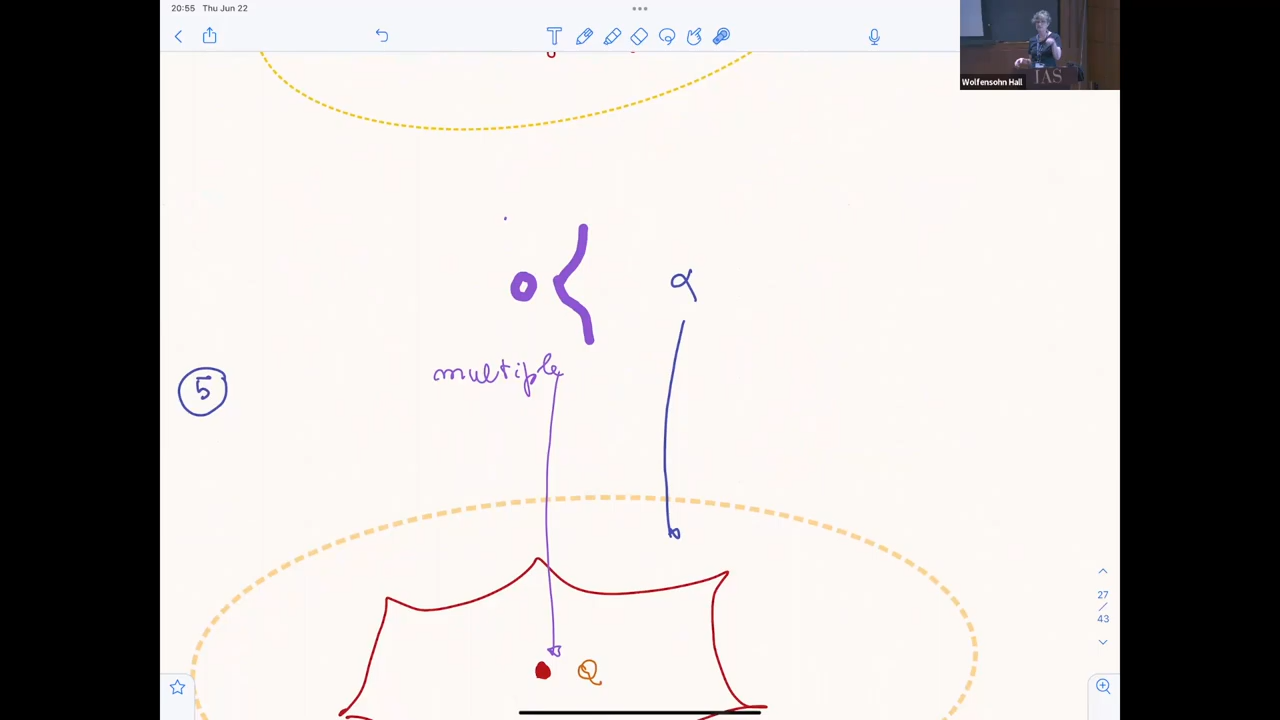 20:55 Thu Jun 22
T
IAS
Wolfensohn Hall
α
multiple
5
27
/
43
Q